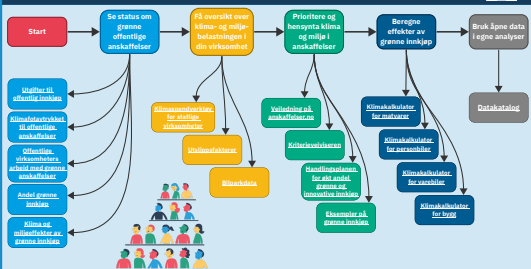 Start
Se status om
grønne
offentlige
anskaffelser
Få oversikt over
klima- og miljø-
belastningen i
din virksomhet
Prioritere og
hensynta klima
og miljø i
anskaffelser
Beregne
effekter av
grønne innkjøp
Bruk åpne data
i egne analyser
Utgifter til
offentlig innkjøp
Klimafotavtrykket
til offentlige
anskaffelser
Offentlige
virksomheters
arbeid med grønne
anskaffelser
Andel grønne
innkjøp
Klima og
miljøeffekter av
grønne innkjøp
Klimaspendverktøy
for statlige
virksomheter
Utslippsfaktorer
Bilparkdata
Veiledning på
anskaffelser.no
Kriterieveiviseren
Handlingsplanen
for økt andel
grønne og
innovative innkjøp
Eksempler på
grønne innkjøp
Klimakalkulator
for matvarer
Klimakalkulator
for personbiler
Klimakalkulator
for varebiler
Klimakalkulator
for bygg
Datakatalog